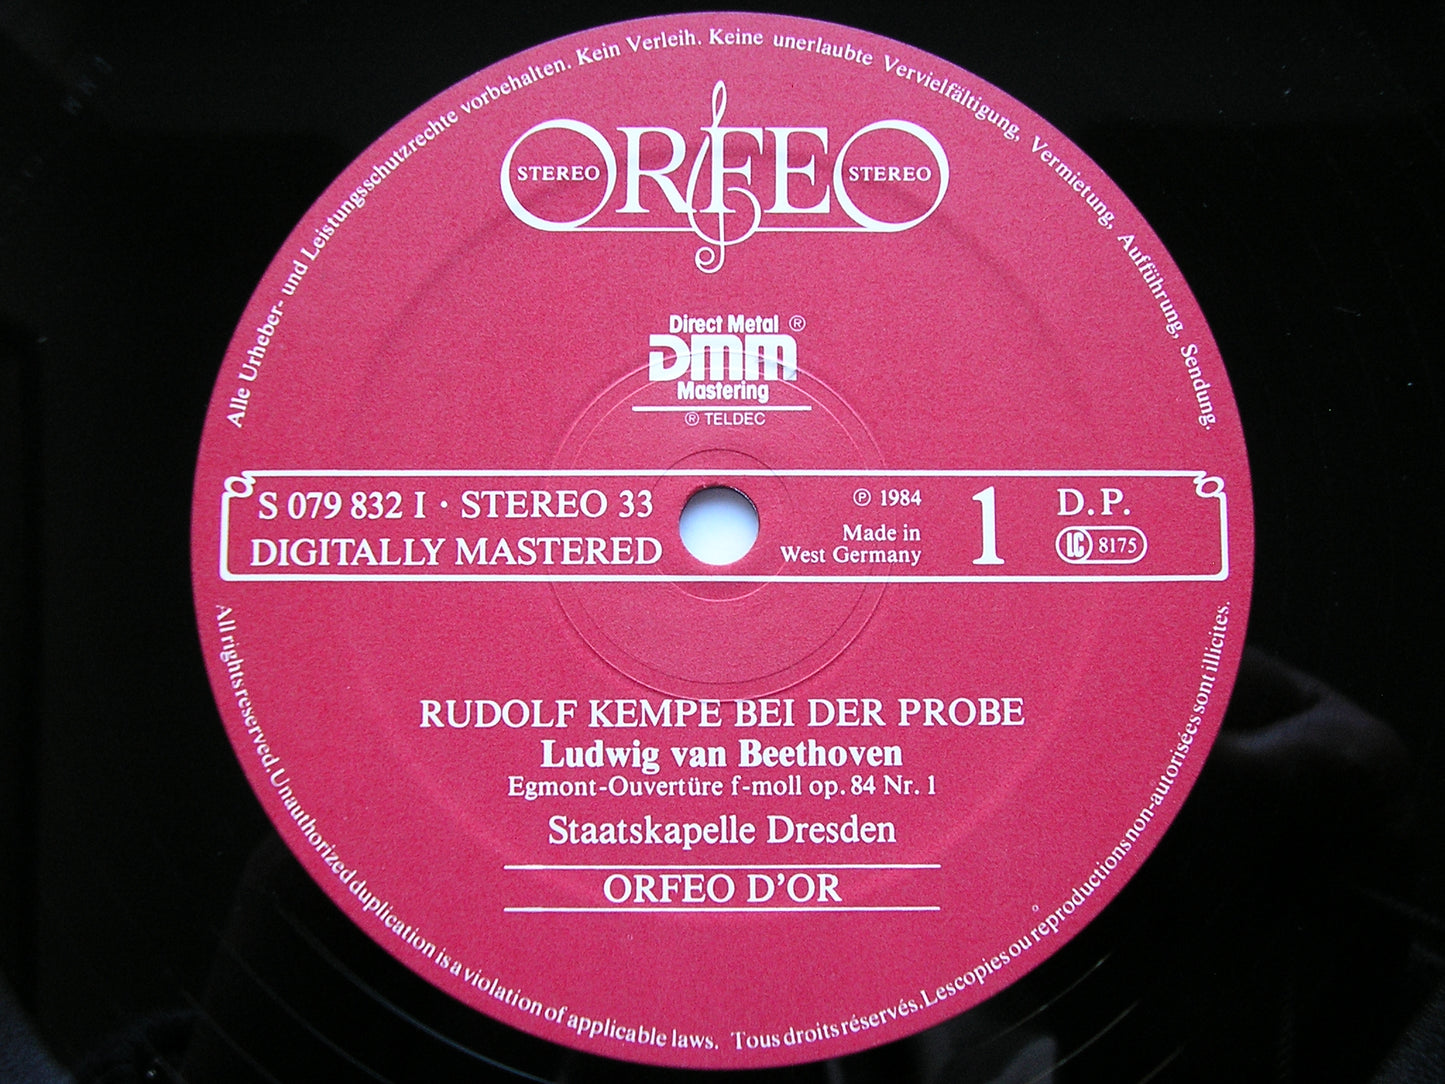 Alle Urheber- und Leistungsschutzrechte vorbehalten. Kein Verleih. Keine unerlaubte Vervielfältigung, Vermietung, Aufführung, Sendung.
ORFEO
STEREO STEREO
Direct Metal ®
DMM
Mastering
® TELDEC
S 079 832 I · STEREO 33
DIGITALLY MASTERED
℗ 1984
Made in
West Germany
1
D.P.
LC 8175
RUDOLF KEMPE BEI DER PROBE
Ludwig van Beethoven
Egmont-Ouvertüre f-moll op. 84 Nr. 1
Staatskapelle Dresden
ORFEO D'OR
All rights reserved. Unauthorized duplication is a violation of applicable laws. Tous droits réservés. Les copies ou reproductions non-autorisées sont illicites.